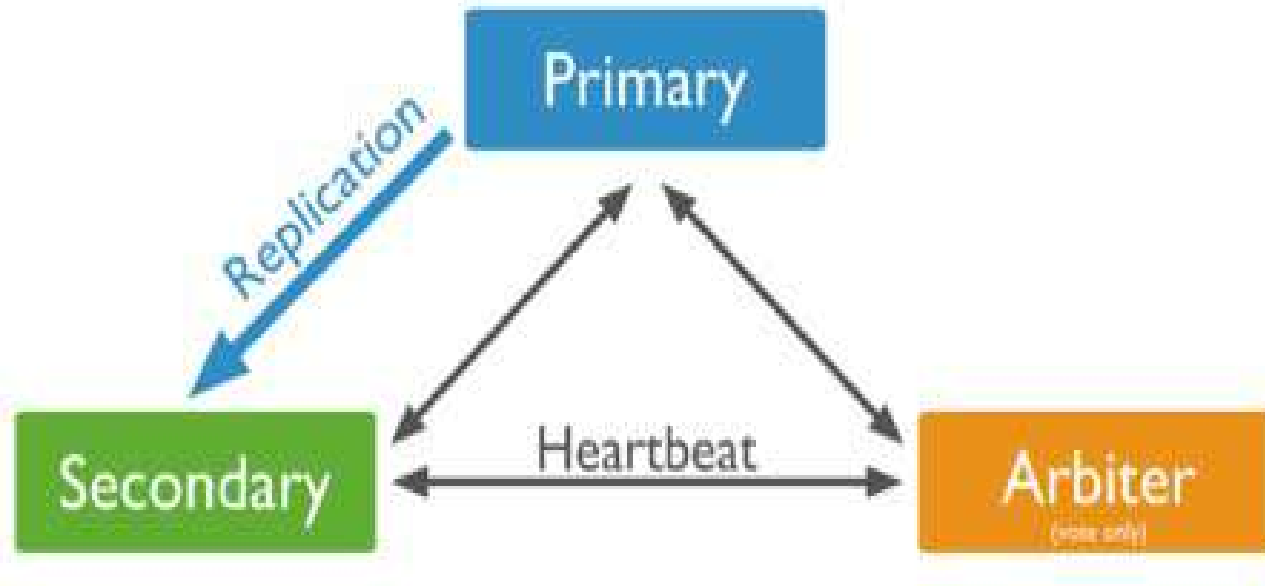 Primary
Replication
Heartbeat
Secondary
Arbiter
(vote only)